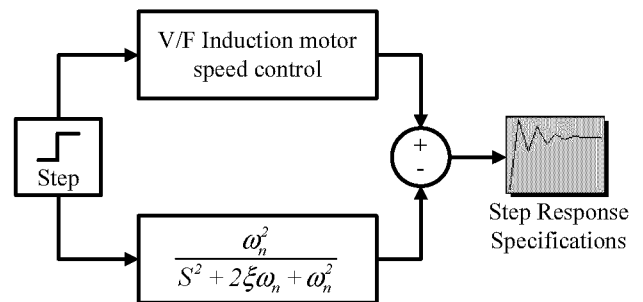 V/F Induction motor
speed control
Step
+
-
Step Response
Specifications
ω_n^2
S^2 + 2ξω_n + ω_n^2